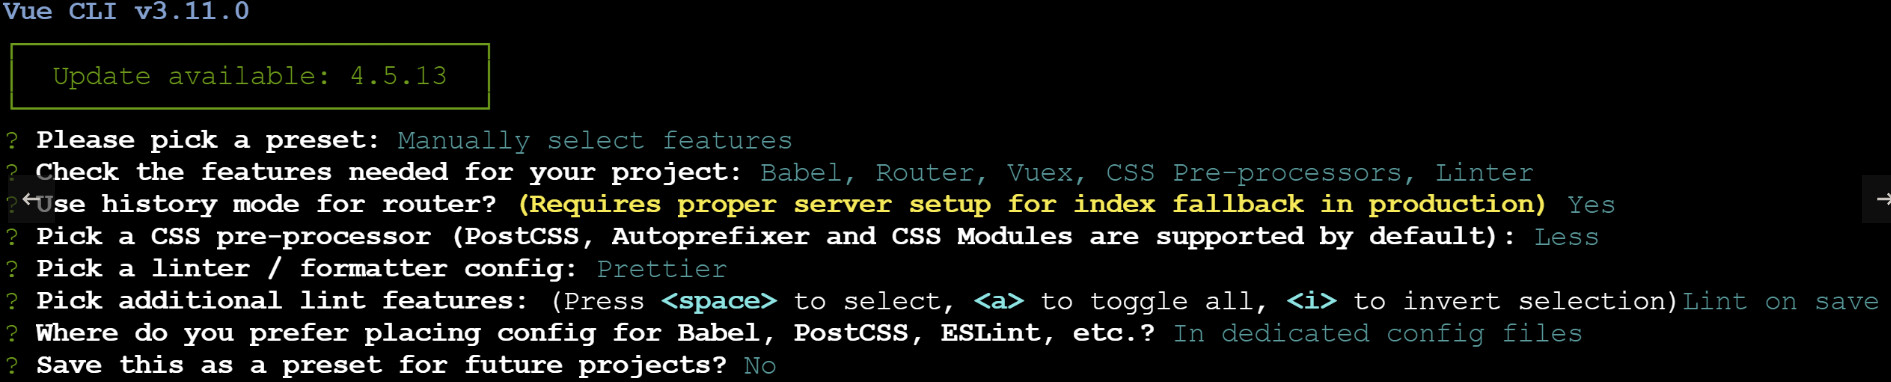 Vue CLI v3.11.0
Update available: 4.5.13
? Please pick a preset: Manually select features
? Check the features needed for your project: Babel, Router, Vuex, CSS Pre-processors, Linter
? Use history mode for router? (Requires proper server setup for index fallback in production) Yes
? Pick a CSS pre-processor (PostCSS, Autoprefixer and CSS Modules are supported by default): Less
? Pick a linter / formatter config: Prettier
? Pick additional lint features: (Press <space> to select, <a> to toggle all, <i> to invert selection)Lint on save
? Where do you prefer placing config for Babel, PostCSS, ESLint, etc.? In dedicated config files
? Save this as a preset for future projects? No